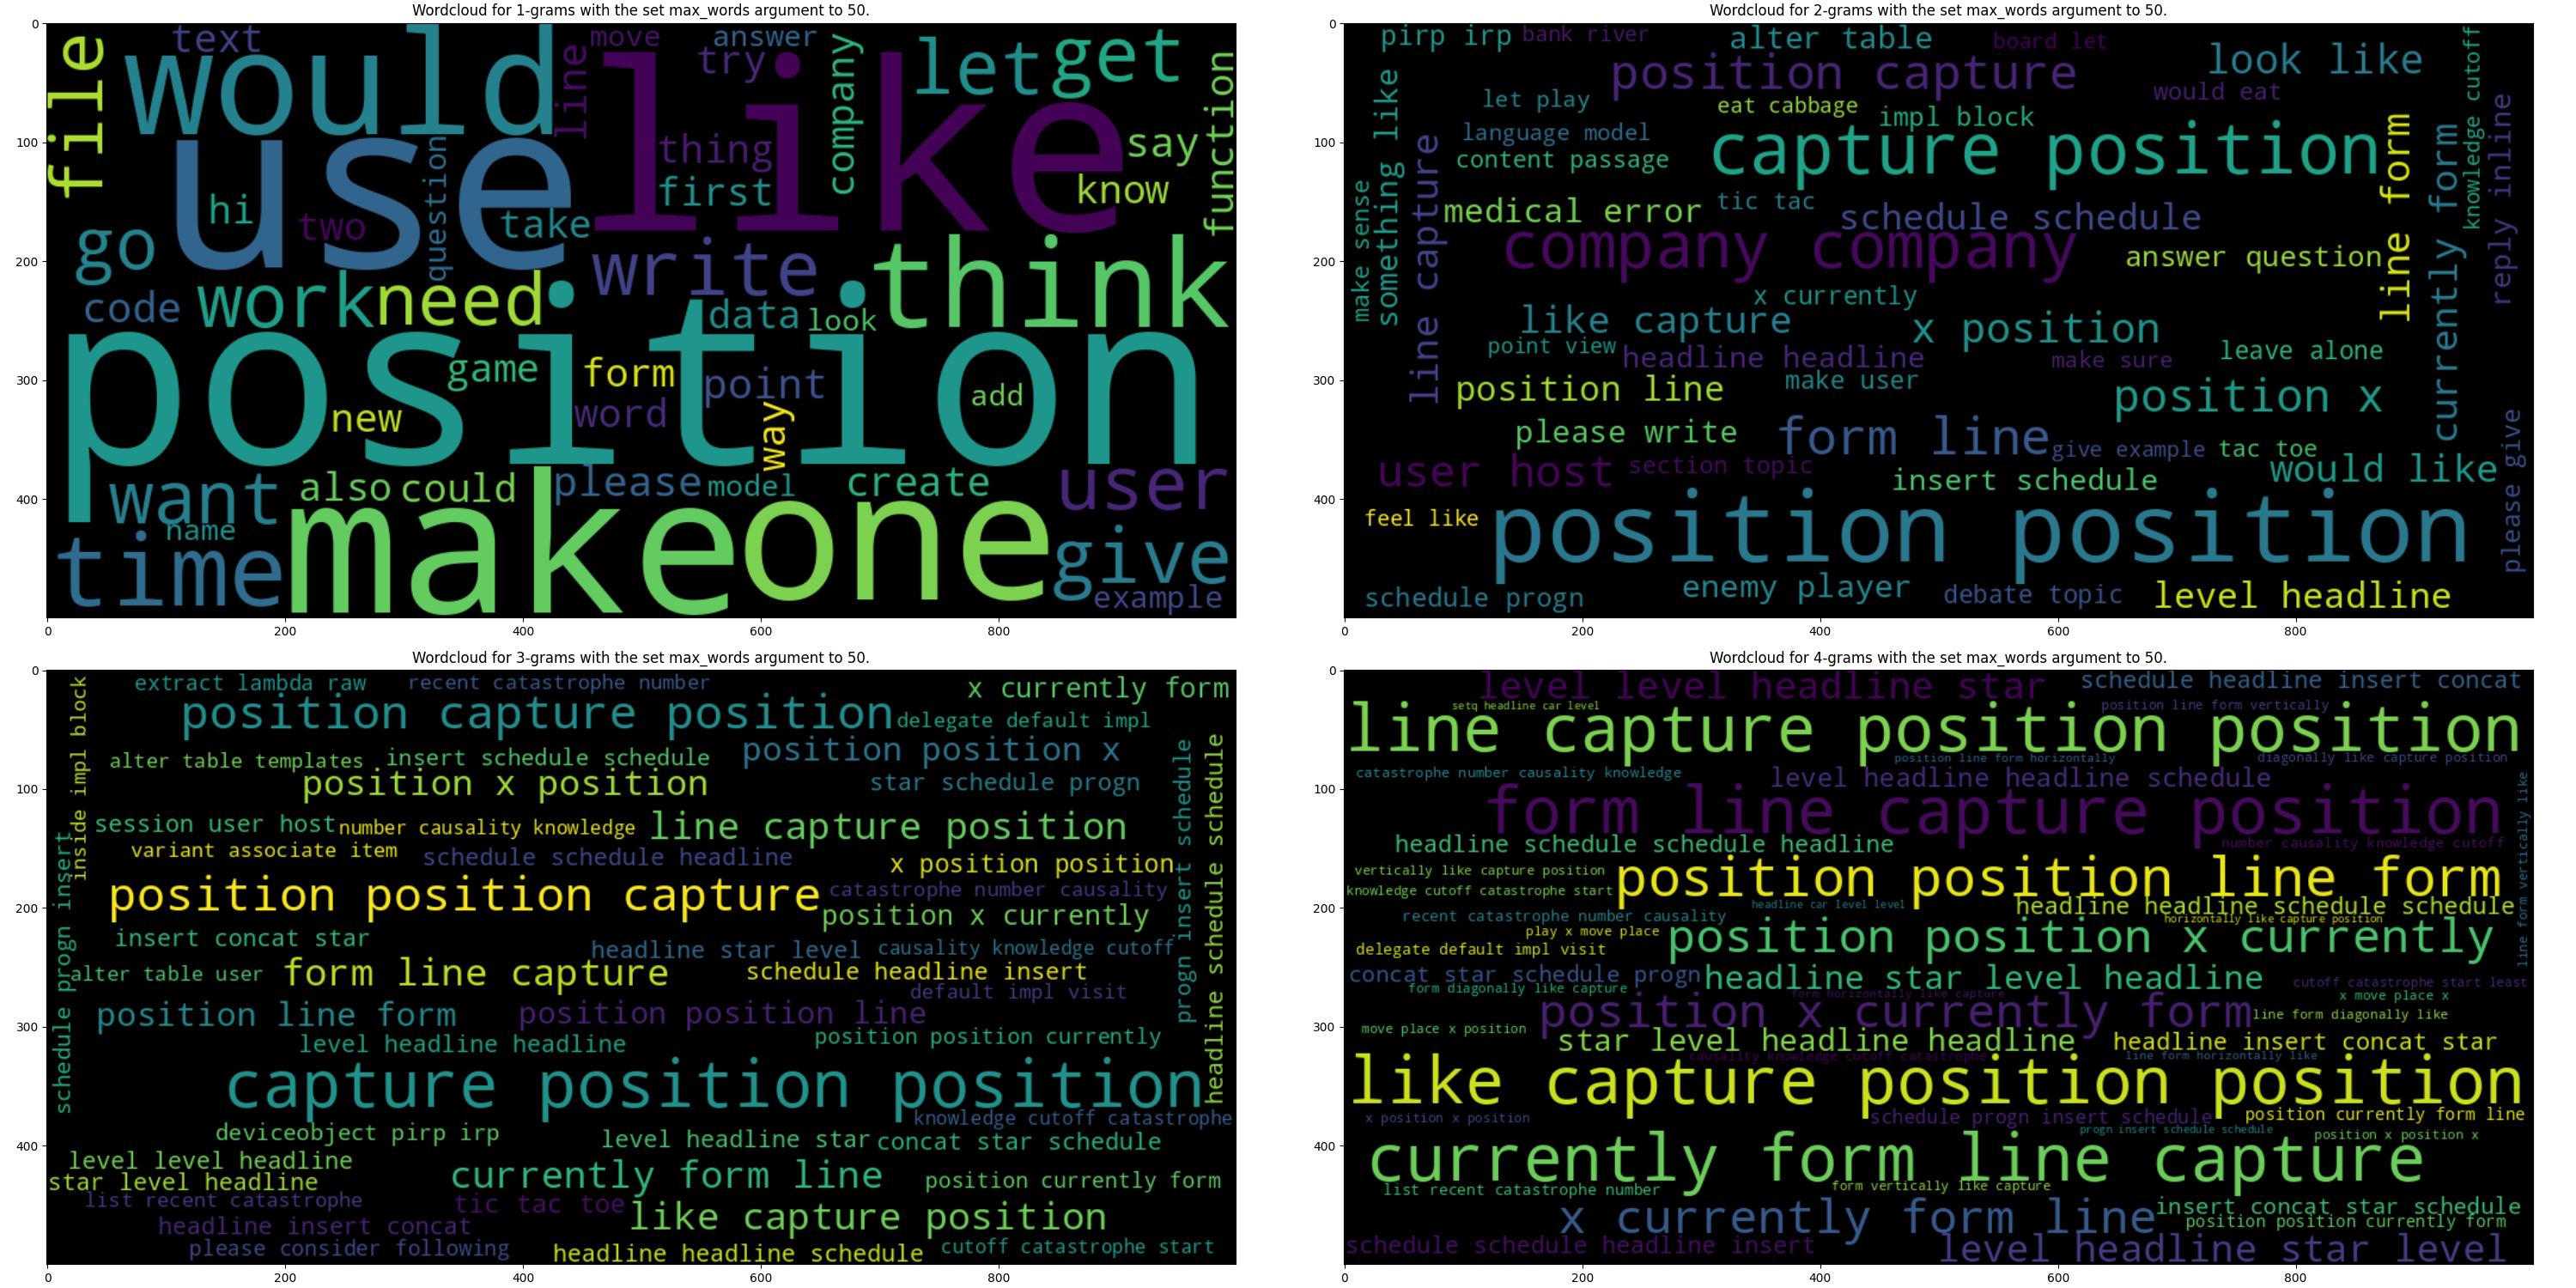 Wordcloud for 1-grams with the set max_words argument to 50.
text
move
answer
would
like
try
company
let
get
file
line
function
use
thing
say
question
first
know
hi
two
take
go
write
think
work
need
code
data
look
position
game
form
point
add
new
word
way
want
also
could
please
model
create
user
name
time
make
one
give
example
0
100
200
300
400
0
200
400
600
800
Wordcloud for 2-grams with the set max_words argument to 50.
pirp irp
bank river
alter table
board let
look like
position capture
let play
eat cabbage
would eat
knowledge cutoff
language model
impl block
capture position
content passage
something like
make sense
line capture
medical error
tic tac
schedule schedule
company company
answer question
line form
currently form
reply inline
x currently
like capture
x position
point view
headline headline
make sure
leave alone
position line
make user
position x
please write
form line
give example
tac toe
user host
section topic
insert schedule
would like
please give
feel like
position position
schedule progn
enemy player
debate topic
level headline
0
100
200
300
400
0
200
400
600
800
Wordcloud for 3-grams with the set max_words argument to 50.
extract lambda raw
recent catastrophe number
x currently form
position capture position
delegate default impl
inside impl block
position position x
alter table templates
insert schedule schedule
position x position
star schedule progn
progn insert schedule
headline schedule schedule
session user host
number causality knowledge
line capture position
variant associate item
schedule schedule headline
x position position
position position capture
catastrophe number causality
position x currently
schedule progn insert
insert concat star
headline star level
causality knowledge cutoff
alter table user
form line capture
schedule headline insert
default impl visit
position line form
position position line
level headline headline
position position currently
capture position position
knowledge cutoff catastrophe
deviceobject pirp irp
level headline star
concat star schedule
level level headline
currently form line
star level headline
position currently form
list recent catastrophe
tic tac toe
like capture position
headline insert concat
please consider following
headline headline schedule
cutoff catastrophe start
0
100
200
300
400
0
200
400
600
800
Wordcloud for 4-grams with the set max_words argument to 50.
level level headline star
schedule headline insert concat
setq headline car level
position line form vertically
line capture position position
position line form horizontally
diagonally like capture position
catastrophe number causality knowledge
level headline headline schedule
form line capture position
headline schedule schedule headline
number causality knowledge cutoff
line form vertically like
vertically like capture position
position position line form
knowledge cutoff catastrophe start
headline car level level
headline headline schedule schedule
recent catastrophe number causality
horizontally like capture position
play x move place
position position x currently
delegate default impl visit
concat star schedule progn
headline star level headline
form diagonally like capture
cutoff catastrophe start least
form horizontally like capture
x move place x
position x currently form
line form diagonally like
move place x position
star level headline headline
headline insert concat star
causality knowledge cutoff catastrophe
line form horizontally like
like capture position position
x position x position
schedule progn insert schedule
position currently form line
progn insert schedule schedule
position x position x
currently form line capture
list recent catastrophe number
form vertically like capture
x currently form line
insert concat star schedule
position position currently form
schedule schedule headline insert
level headline star level
0
100
200
300
400
0
200
400
600
800